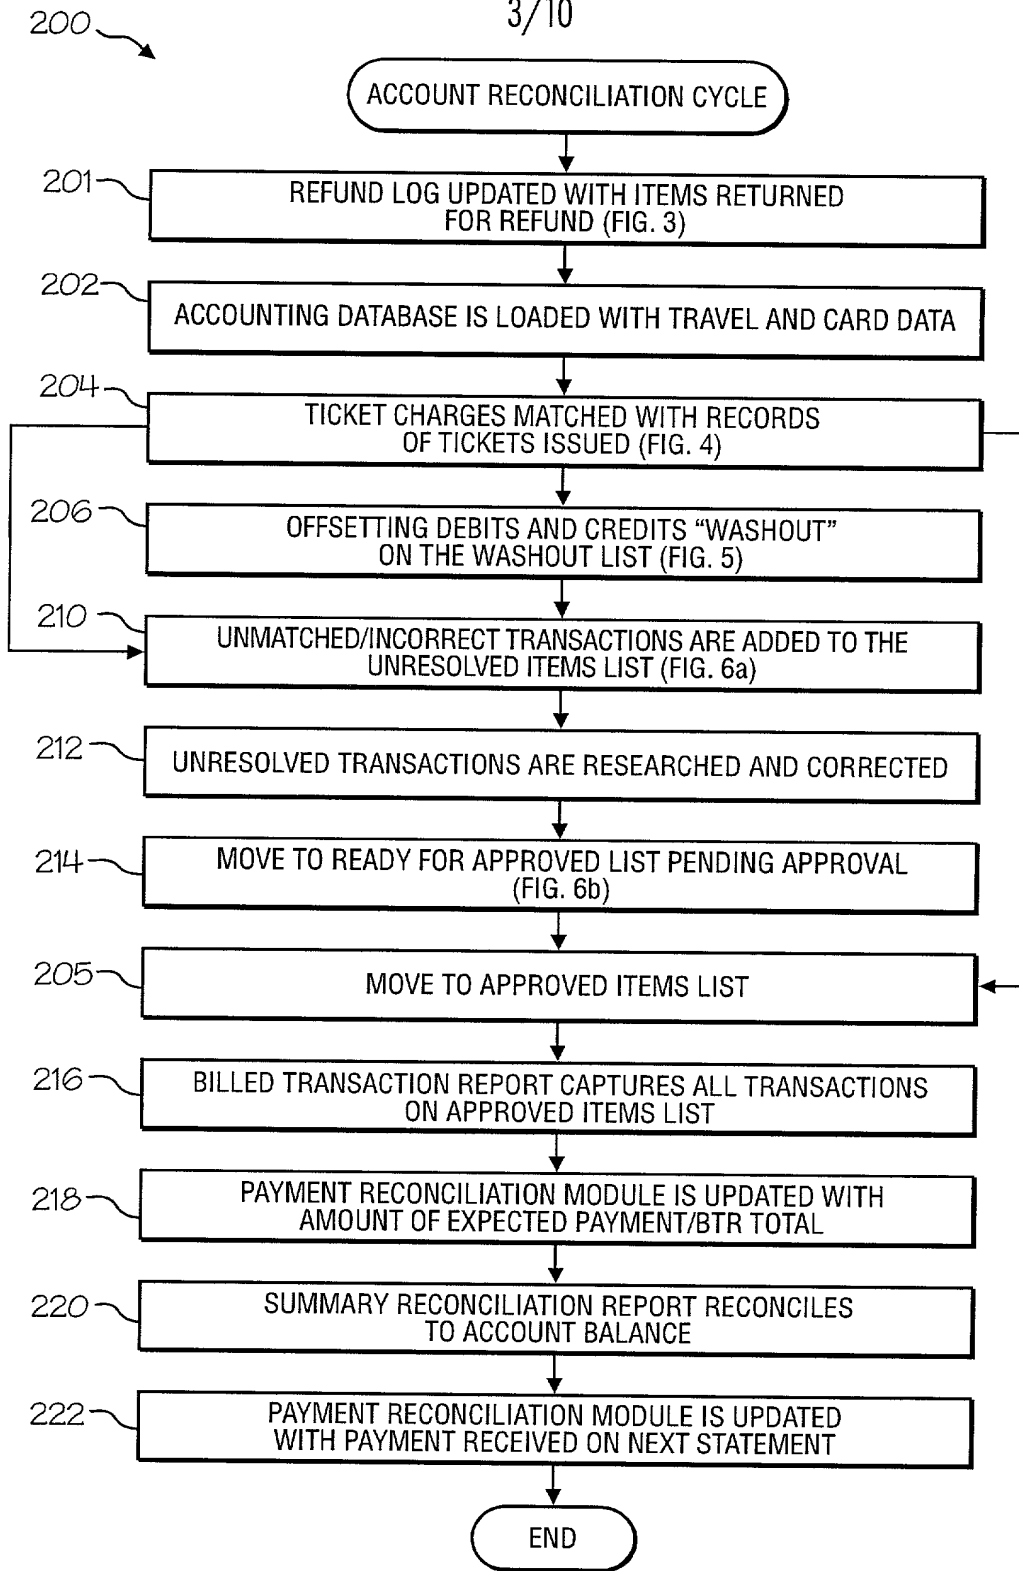 3/10
200
ACCOUNT RECONCILIATION CYCLE
201
REFUND LOG UPDATED WITH ITEMS RETURNED
FOR REFUND (FIG. 3)
202
ACCOUNTING DATABASE IS LOADED WITH TRAVEL AND CARD DATA
204
TICKET CHARGES MATCHED WITH RECORDS
OF TICKETS ISSUED (FIG. 4)
206
OFFSETTING DEBITS AND CREDITS “WASHOUT”
ON THE WASHOUT LIST (FIG. 5)
210
UNMATCHED/INCORRECT TRANSACTIONS ARE ADDED TO THE
UNRESOLVED ITEMS LIST (FIG. 6a)
212
UNRESOLVED TRANSACTIONS ARE RESEARCHED AND CORRECTED
214
MOVE TO READY FOR APPROVED LIST PENDING APPROVAL
(FIG. 6b)
205
MOVE TO APPROVED ITEMS LIST
216
BILLED TRANSACTION REPORT CAPTURES ALL TRANSACTIONS
ON APPROVED ITEMS LIST
218
PAYMENT RECONCILIATION MODULE IS UPDATED WITH
AMOUNT OF EXPECTED PAYMENT/BTR TOTAL
220
SUMMARY RECONCILIATION REPORT RECONCILES
TO ACCOUNT BALANCE
222
PAYMENT RECONCILIATION MODULE IS UPDATED
WITH PAYMENT RECEIVED ON NEXT STATEMENT
END